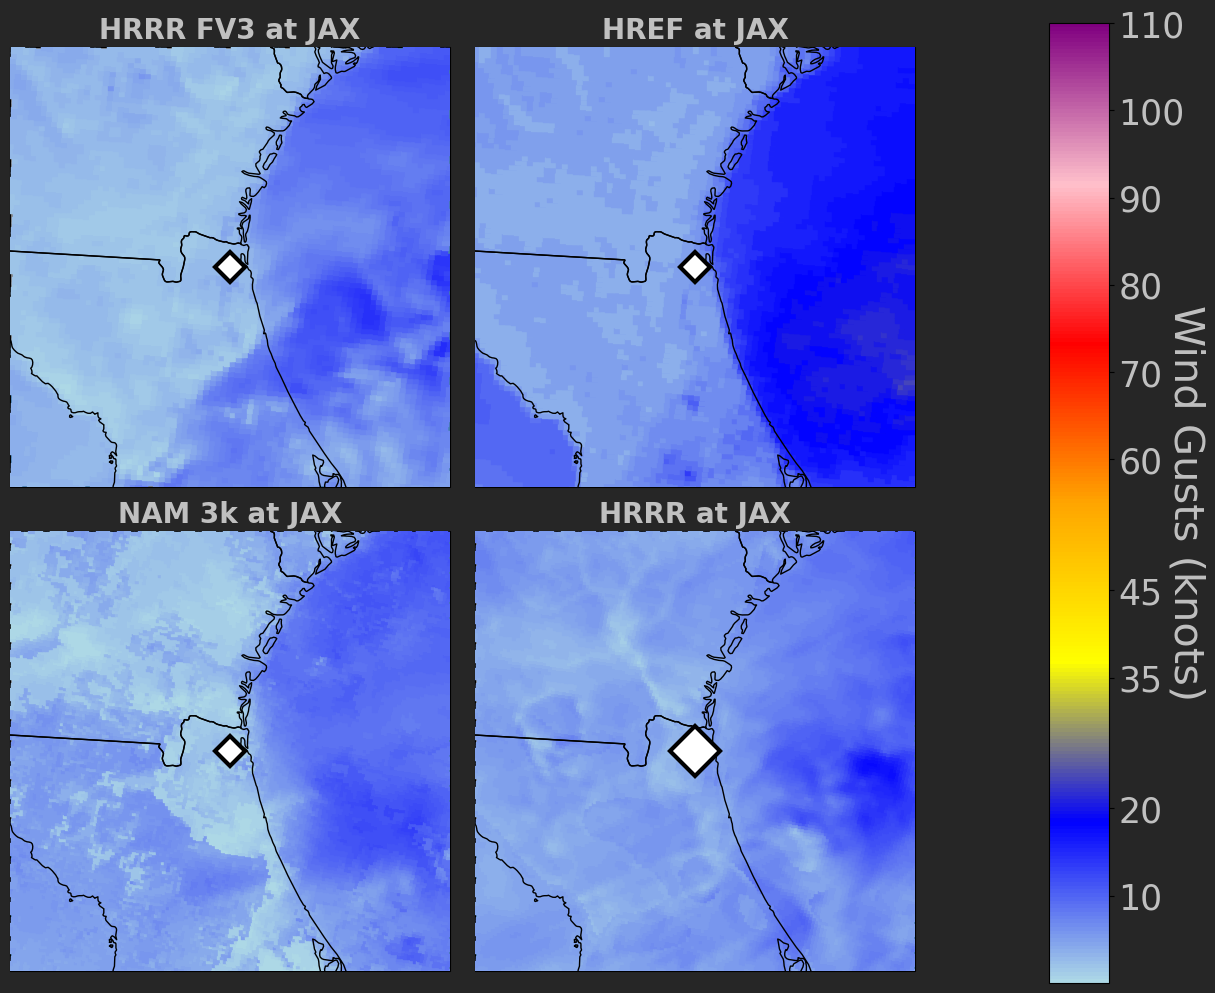 HRRR FV3 at JAX
HREF at JAX
NAM 3k at JAX
HRRR at JAX
110
100
90
80
70
60
45
35
20
10
Wind Gusts (knots)